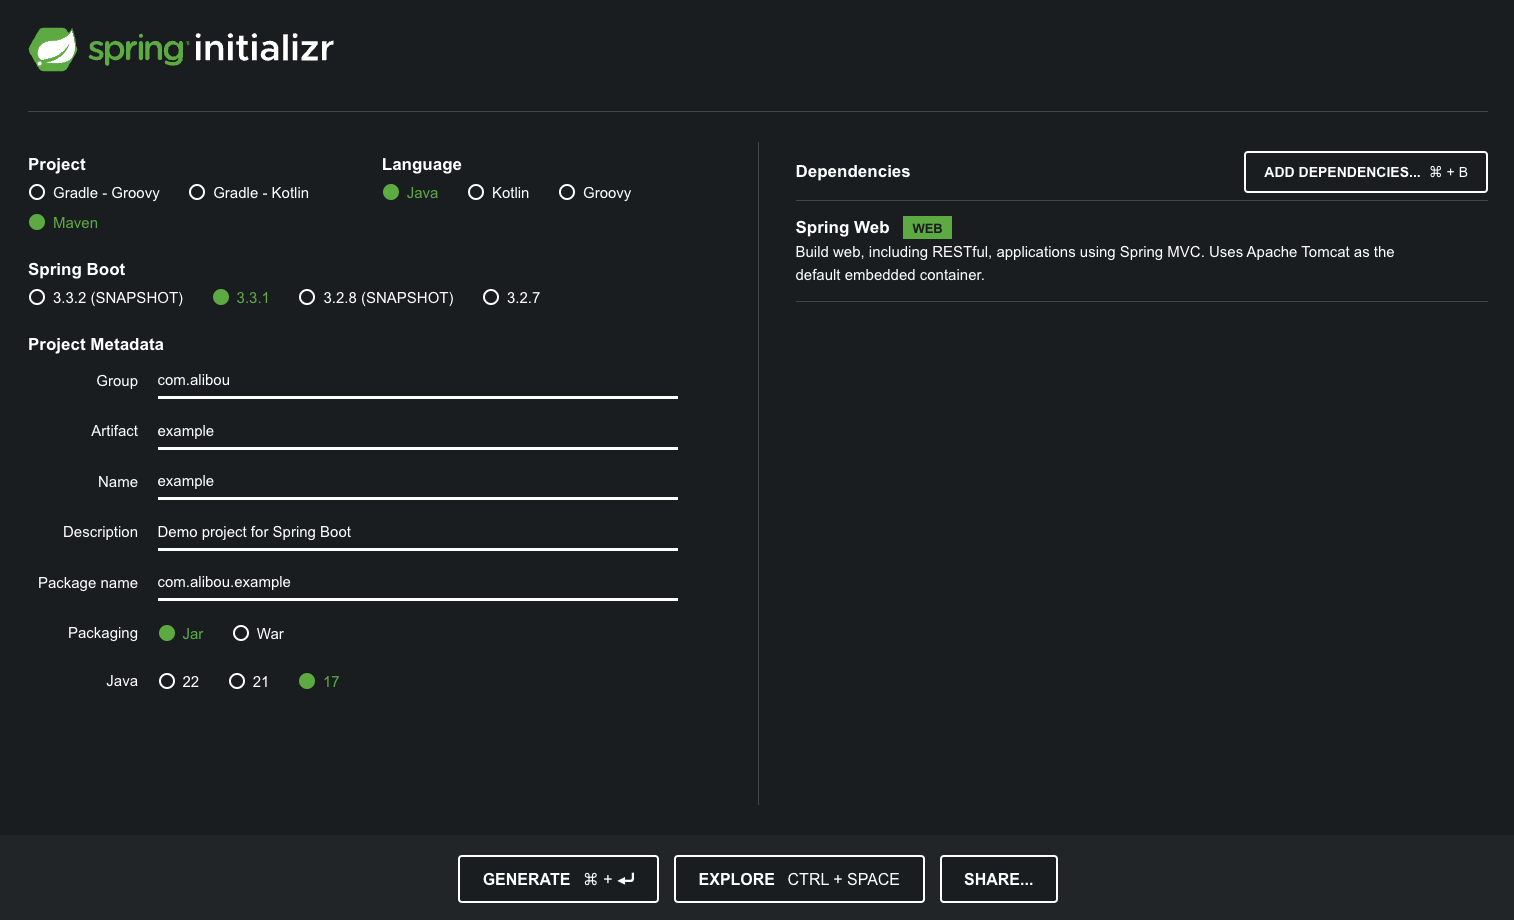 spring initializr
Project
Gradle - Groovy Gradle - Kotlin
Maven
Language
Java Kotlin Groovy
Spring Boot
3.3.2 (SNAPSHOT) 3.3.1 3.2.8 (SNAPSHOT) 3.2.7
Project Metadata
Group com.alibou
Artifact example
Name example
Description Demo project for Spring Boot
Package name com.alibou.example
Packaging Jar War
Java 22 21 17
Dependencies
ADD DEPENDENCIES... ⌘ + B
Spring Web WEB
Build web, including RESTful, applications using Spring MVC. Uses Apache Tomcat as the
default embedded container.
GENERATE ⌘ + ↵
EXPLORE CTRL + SPACE
SHARE...